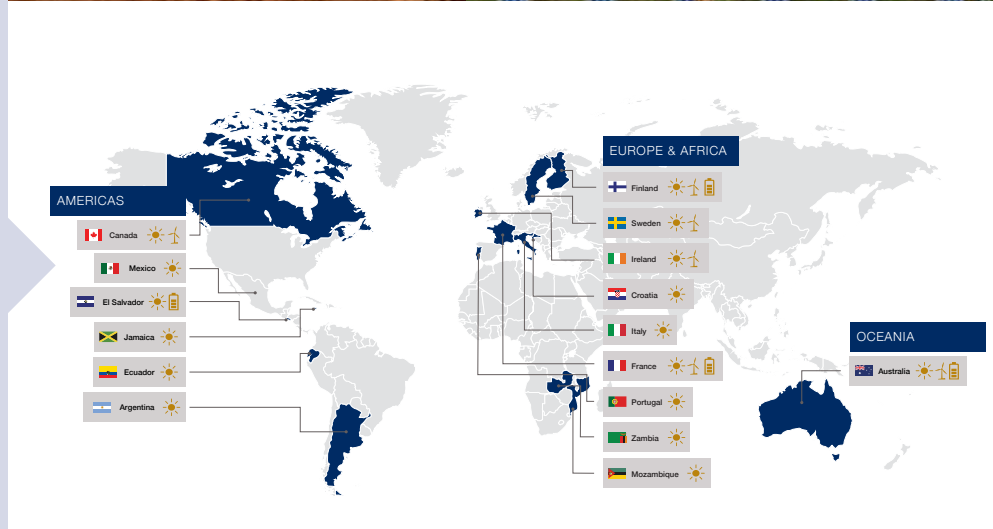 AMERICAS
Canada
Mexico
El Salvador
Jamaica
Ecuador
Argentina
EUROPE & AFRICA
Finland
Sweden
Ireland
Croatia
Italy
France
Portugal
Zambia
Mozambique
OCEANIA
Australia